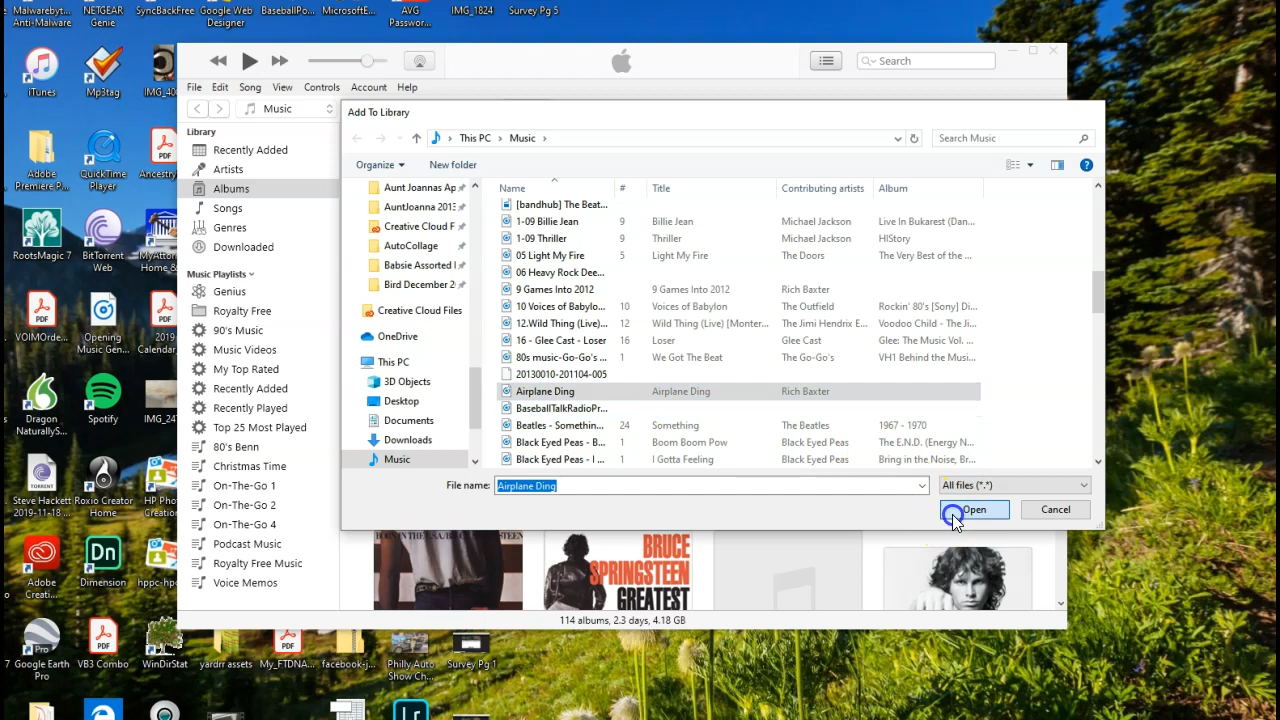 Malwarebyt... Anti-Malware
NETGEAR Genie
SyncBackFree
Google Web Designer
BaseballPo...
MicrosoftE...
AVG Passwor...
IMG_1824
Survey Pg 5
iTunes
Mp3tag
Search
File Edit Song View Controls Account Help
Music
Add To Library
Library
This PC > Music >
Search Music
Recently Added
Organize
New folder
Artists
Albums
Songs
Genres
Downloaded
Music Playlists
Genius
Royalty Free
90's Music
Music Videos
My Top Rated
Recently Added
Recently Played
Top 25 Most Played
80's Benn
Christmas Time
On-The-Go 1
On-The-Go 2
On-The-Go 4
Podcast Music
Royalty Free Music
Voice Memos
Aunt Joannas Ap
AuntJoanna 2013
Creative Cloud F
AutoCollage
Babsie Assorted I
Bird December 2
Creative Cloud Files
OneDrive
This PC
3D Objects
Desktop
Documents
Downloads
Music
Name # Title Contributing artists Album
[bandhub] The Beat...
1-09 Billie Jean 9 Billie Jean Michael Jackson Live In Bukarest (Dan...
1-09 Thriller 9 Thriller Michael Jackson HIStory
05 Light My Fire 5 Light My Fire The Doors The Very Best of the ...
06 Heavy Rock Dee...
9 Games Into 2012 9 Games Into 2012 Rich Baxter
10 Voices of Babylo... 10 Voices of Babylon The Outfield Rockin' 80's [Sony] Di...
12.Wild Thing (Live)... 12 Wild Thing (Live) [Monter... The Jimi Hendrix E... Voodoo Child - The Ji...
16 - Glee Cast - Loser 16 Loser Glee Cast Glee: The Music Vol. ...
80s music-Go-Go's ... 1 We Got The Beat The Go-Go's VH1 Behind the Musi...
20130010-201104-005
Airplane Ding Airplane Ding Rich Baxter
BaseballTalkRadioPr...
Beatles - Somethin... 24 Something The Beatles 1967 - 1970
Black Eyed Peas - B... 1 Boom Boom Pow Black Eyed Peas The E.N.D. (Energy N...
Black Eyed Peas - I ... 1 I Gotta Feeling Black Eyed Peas Bring in the Noise, Br...
File name: Airplane Ding
All files (*.*)
Open
Cancel
BRUCE
SPRINGSTEEN
GREATEST
114 albums, 2.3 days, 4.18 GB
Adobe Premiere P...
QuickTime Player
PDF
RootsMagic 7
BitTorrent Web
PDF
VOIMOrde...
Opening Music Gen...
PDF
2019 Calendar
Dragon NaturallyS...
Spotify
TORRENT
Steve Hackett 2019-11-18 ...
Roxio Creator Home
HP Photo Creation
Adobe Creati...
Dn
Dimension
Pro
Google Earth Pro
PDF
VB3 Combo
WinDirStat
yardrr assets
PDF
My_FTDNA...
facebook-j...
Philly Auto Show Ch...
Survey Pg 1